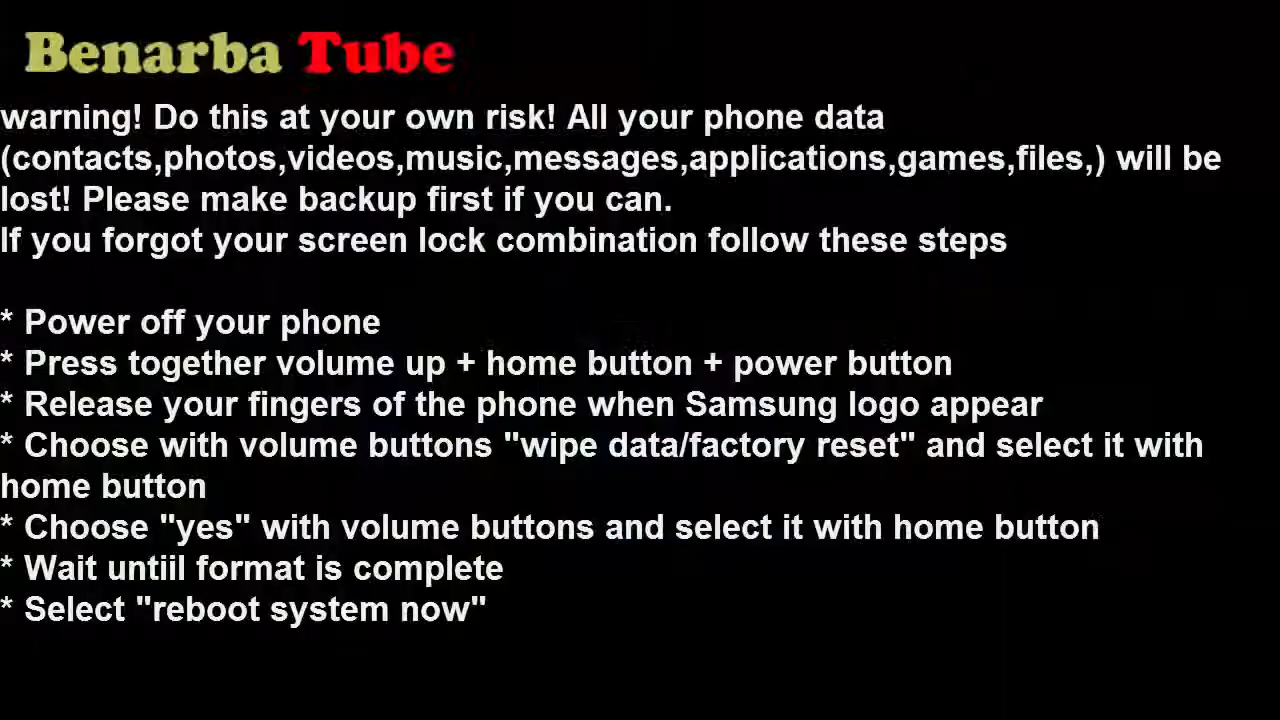 Benarba Tube
warning! Do this at your own risk! All your phone data
(contacts,photos,videos,music,messages,applications,games,files,) will be
lost! Please make backup first if you can.
If you forgot your screen lock combination follow these steps
* Power off your phone
* Press together volume up + home button + power button
* Release your fingers of the phone when Samsung logo appear
* Choose with volume buttons "wipe data/factory reset" and select it with
home button
* Choose "yes" with volume buttons and select it with home button
* Wait untiil format is complete
* Select "reboot system now"